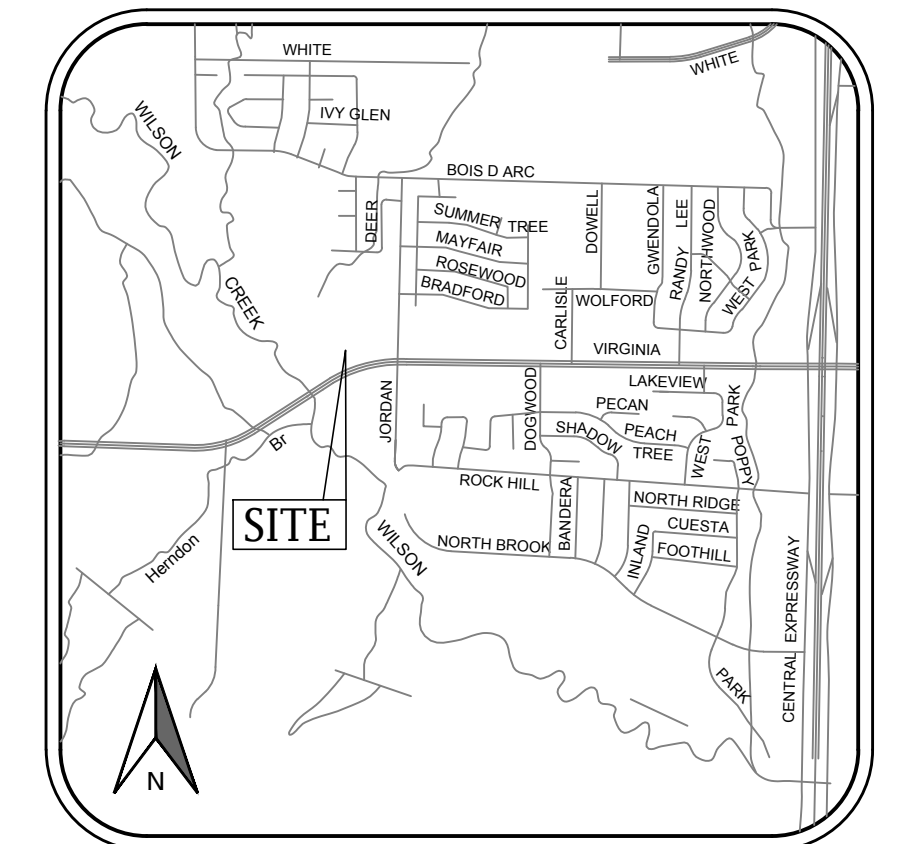 WHITE
WHITE
IVY GLEN
WILSON
CREEK
BOIS D ARC
DEER
SUMMER TREE
MAYFAIR
ROSEWOOD
BRADFORD
DOWELL
GWENDOLA
RANDY LEE
NORTHWOOD
WEST PARK
CARLISLE
WOLFORD
VIRGINIA
LAKEVIEW
JORDAN
DOGWOOD
PECAN
SHADOW
PEACH
TREE
WEST
PARK
POPPY
Br
Herndon
SITE
ROCK HILL
BANDERA
NORTH RIDGE
CUESTA
FOOTHILL
INLAND
WILSON
NORTH BROOK
CENTRAL EXPRESSWAY
PARK
N